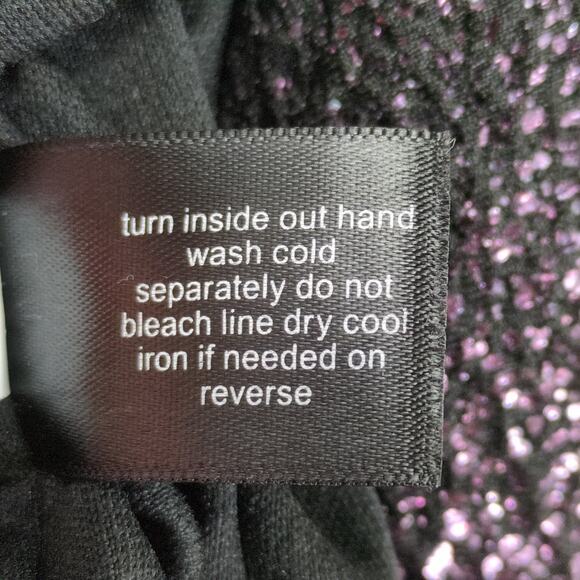 turn inside out hand
wash cold
separately do not
bleach line dry cool
iron if needed on
reverse